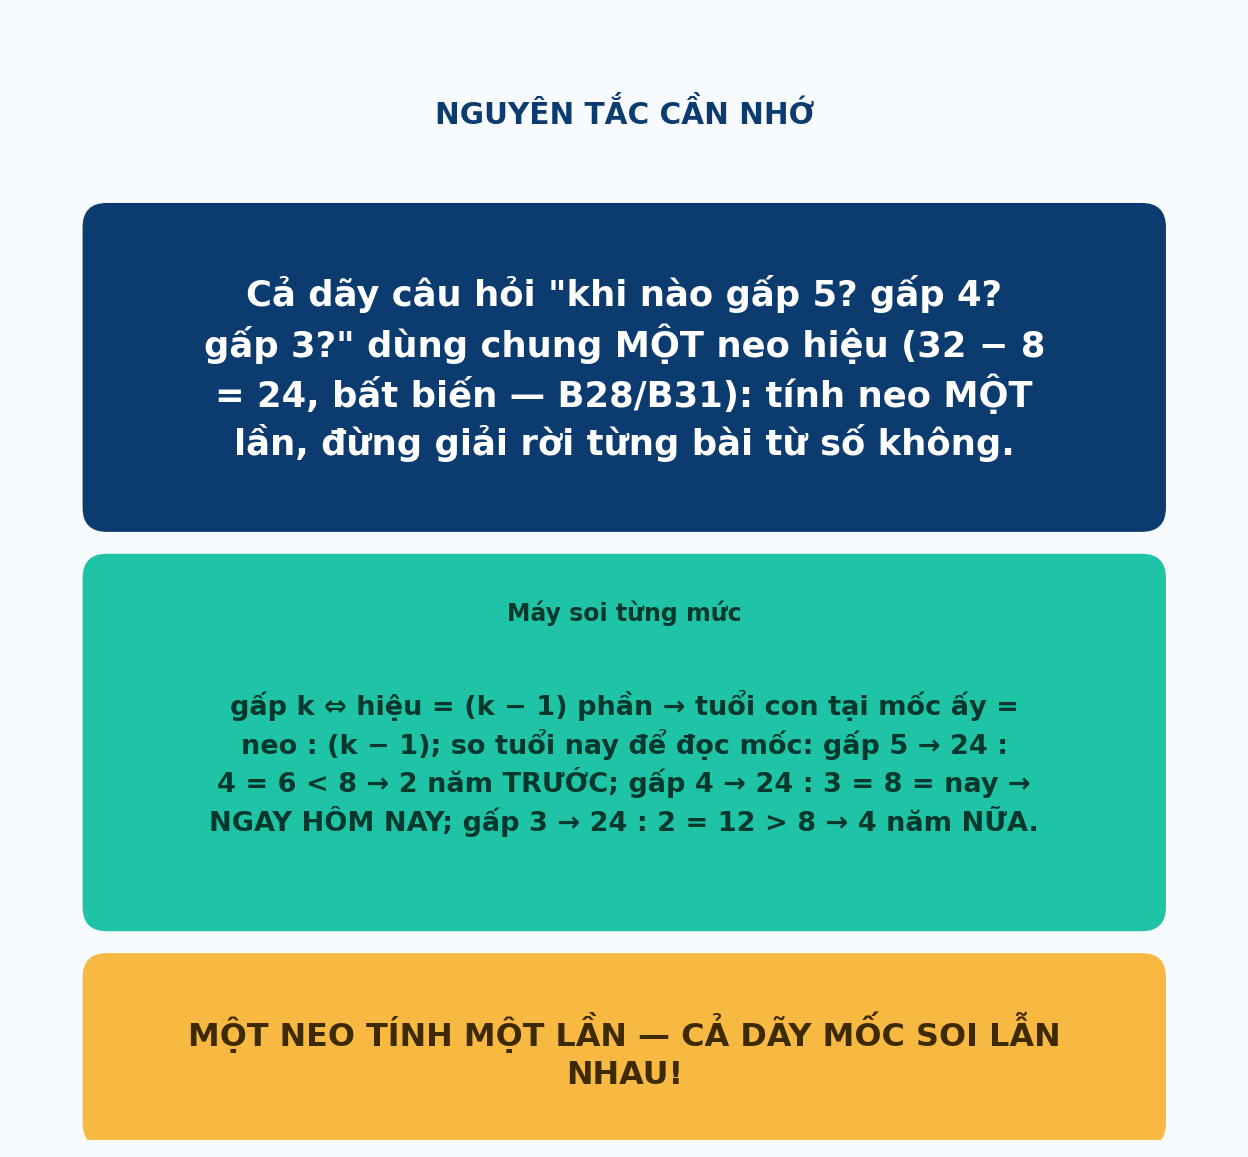 NGUYÊN TẮC CẦN NHỚ
Cả dãy câu hỏi "khi nào gấp 5? gấp 4?
gấp 3?" dùng chung MỘT neo hiệu (32 − 8
= 24, bất biến — B28/B31): tính neo MỘT
lần, đừng giải rời từng bài từ số không.
Máy soi từng mức
gấp k ⇔ hiệu = (k − 1) phần → tuổi con tại mốc ấy =
neo : (k − 1); so tuổi nay để đọc mốc: gấp 5 → 24 :
4 = 6 < 8 → 2 năm TRƯỚC; gấp 4 → 24 : 3 = 8 = nay →
NGAY HÔM NAY; gấp 3 → 24 : 2 = 12 > 8 → 4 năm NỮA.
MỘT NEO TÍNH MỘT LẦN — CẢ DÃY MỐC SOI LẪN
NHAU!